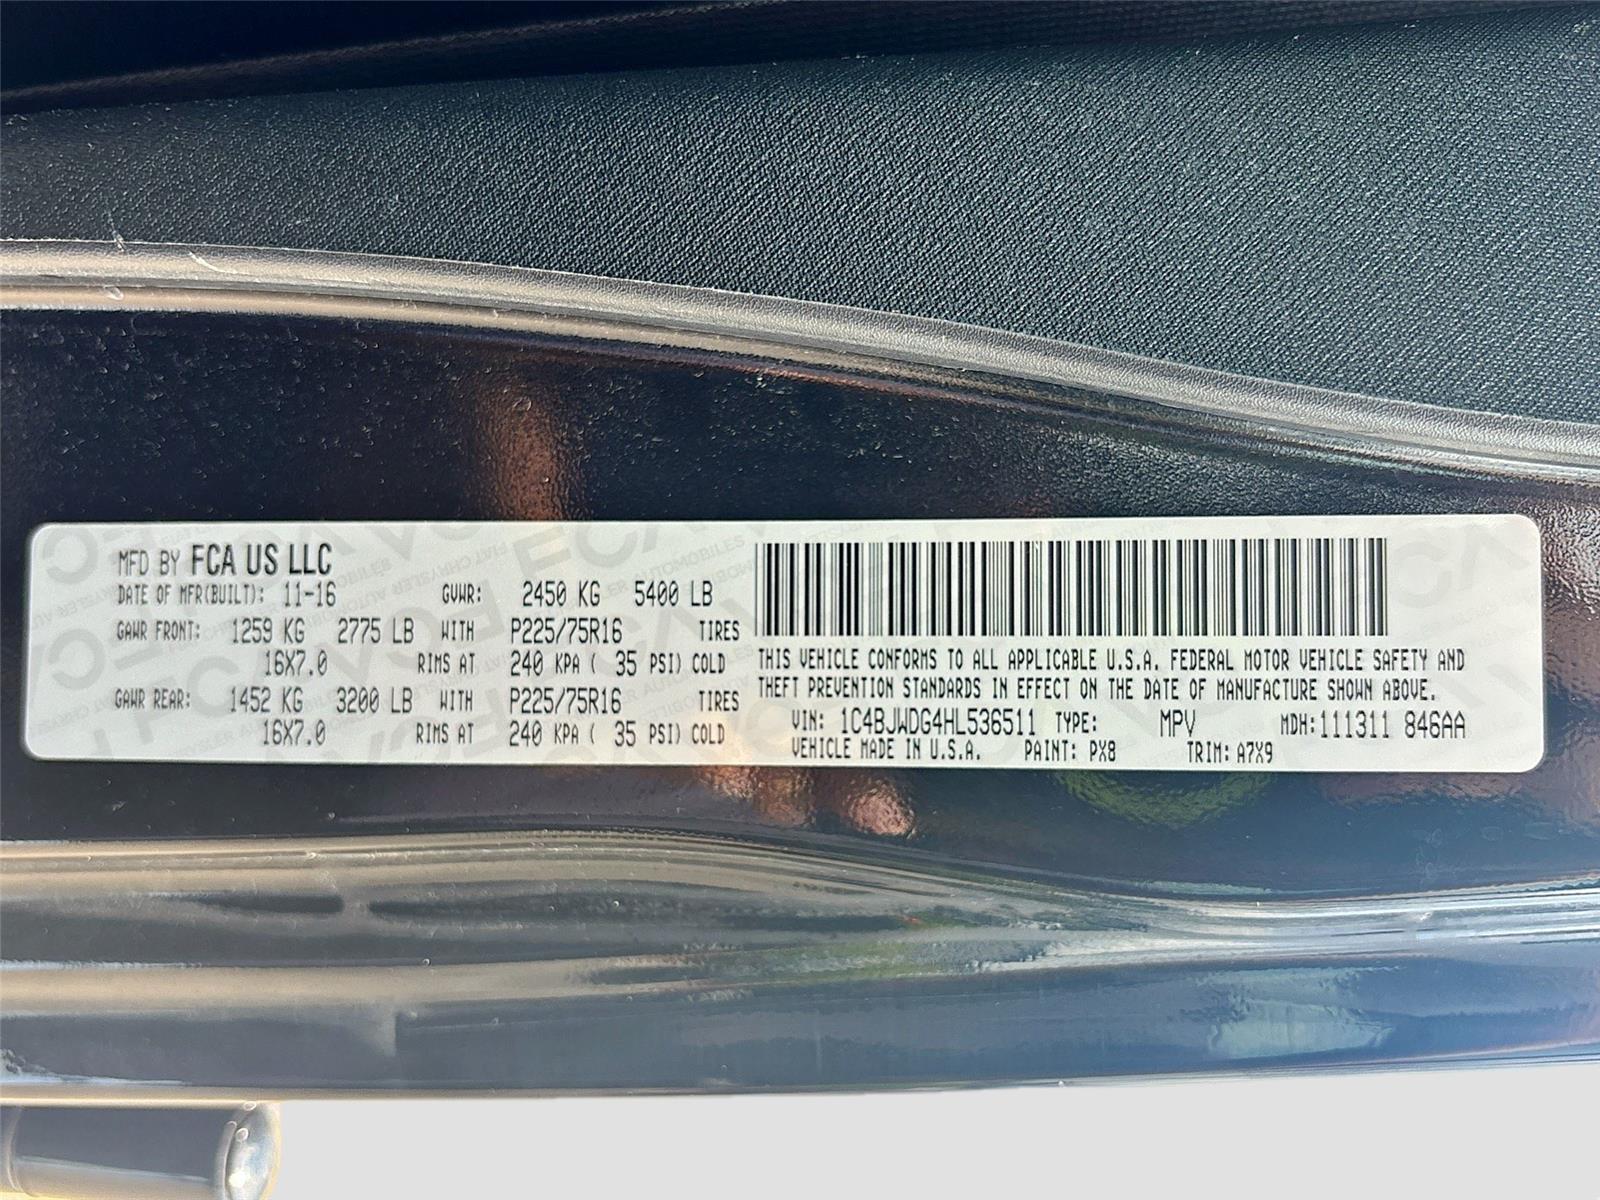 MFD BY FCA US LLC
DATE OF MFR(BUILT): 11-16 GVWR: 2450 KG 5400 LB
GAWR FRONT: 1259 KG 2775 LB WITH P225/75R16 TIRES
16X7.0 RIMS AT 240 KPA ( 35 PSI) COLD
GAWR REAR: 1452 KG 3200 LB WITH P225/75R16 TIRES
16X7.0 RIMS AT 240 KPA ( 35 PSI) COLD
THIS VEHICLE CONFORMS TO ALL APPLICABLE U.S.A. FEDERAL MOTOR VEHICLE SAFETY AND
THEFT PREVENTION STANDARDS IN EFFECT ON THE DATE OF MANUFACTURE SHOWN ABOVE.
VIN: 1C4BJWDG4HL536511 TYPE: MPV MDH: 111311 846AA
VEHICLE MADE IN U.S.A. PAINT: PX8 TRIM: A7X9